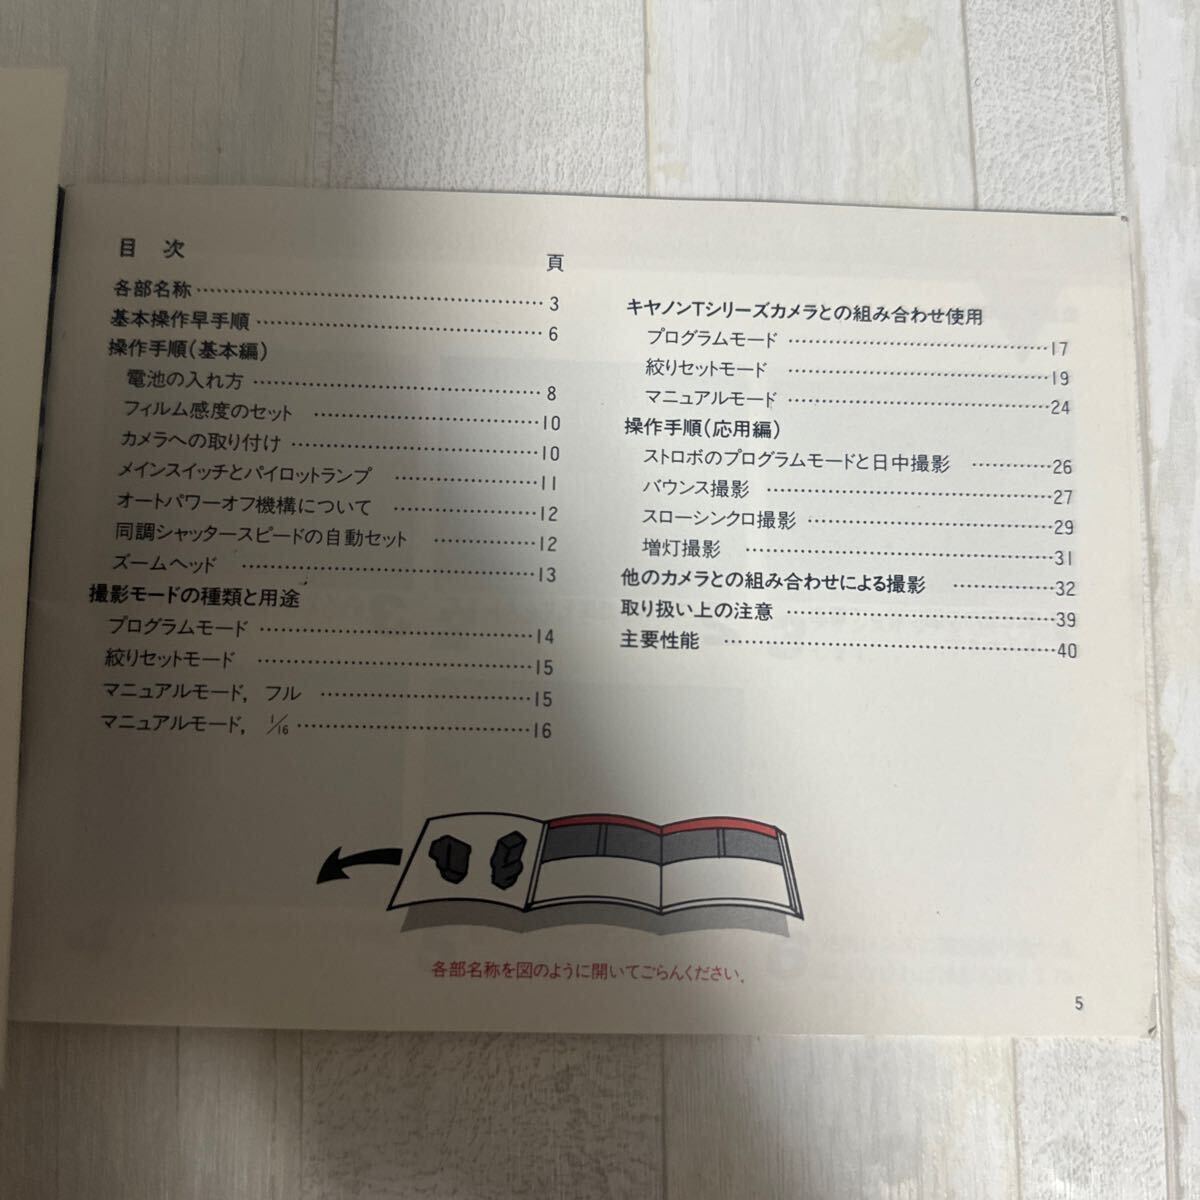 目 次
頁
各部名称 3
基本操作早手順 6
操作手順(基本編)
電池の入れ方 8
フィルム感度のセット 10
カメラへの取り付け 10
メインスイッチとパイロットランプ 11
オートパワーオフ機構について 12
同調シャッタースピードの自動セット 12
ズームヘッド 13
撮影モードの種類と用途
プログラムモード 14
絞りセットモード 15
マニュアルモード, フル 15
マニュアルモード, 1/16 16
キヤノンTシリーズカメラとの組み合わせ使用
プログラムモード 17
絞りセットモード 19
マニュアルモード 24
操作手順(応用編)
ストロボのプログラムモードと日中撮影 26
バウンス撮影 27
スローシンクロ撮影 29
増灯撮影 31
他のカメラとの組み合わせによる撮影 32
取り扱い上の注意 39
主要性能 40
各部名称を図のように開いてごらんください.
5